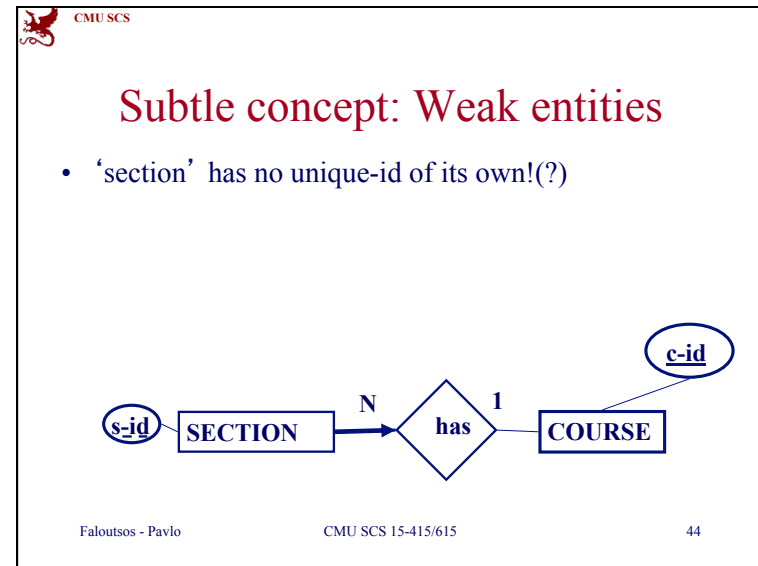 CMU SCS
Subtle concept: Weak entities
• ‘section’ has no unique-id of its own!(?)
c-id
N
1
s-id
SECTION
has
COURSE
Faloutsos - Pavlo
CMU SCS 15-415/615
44